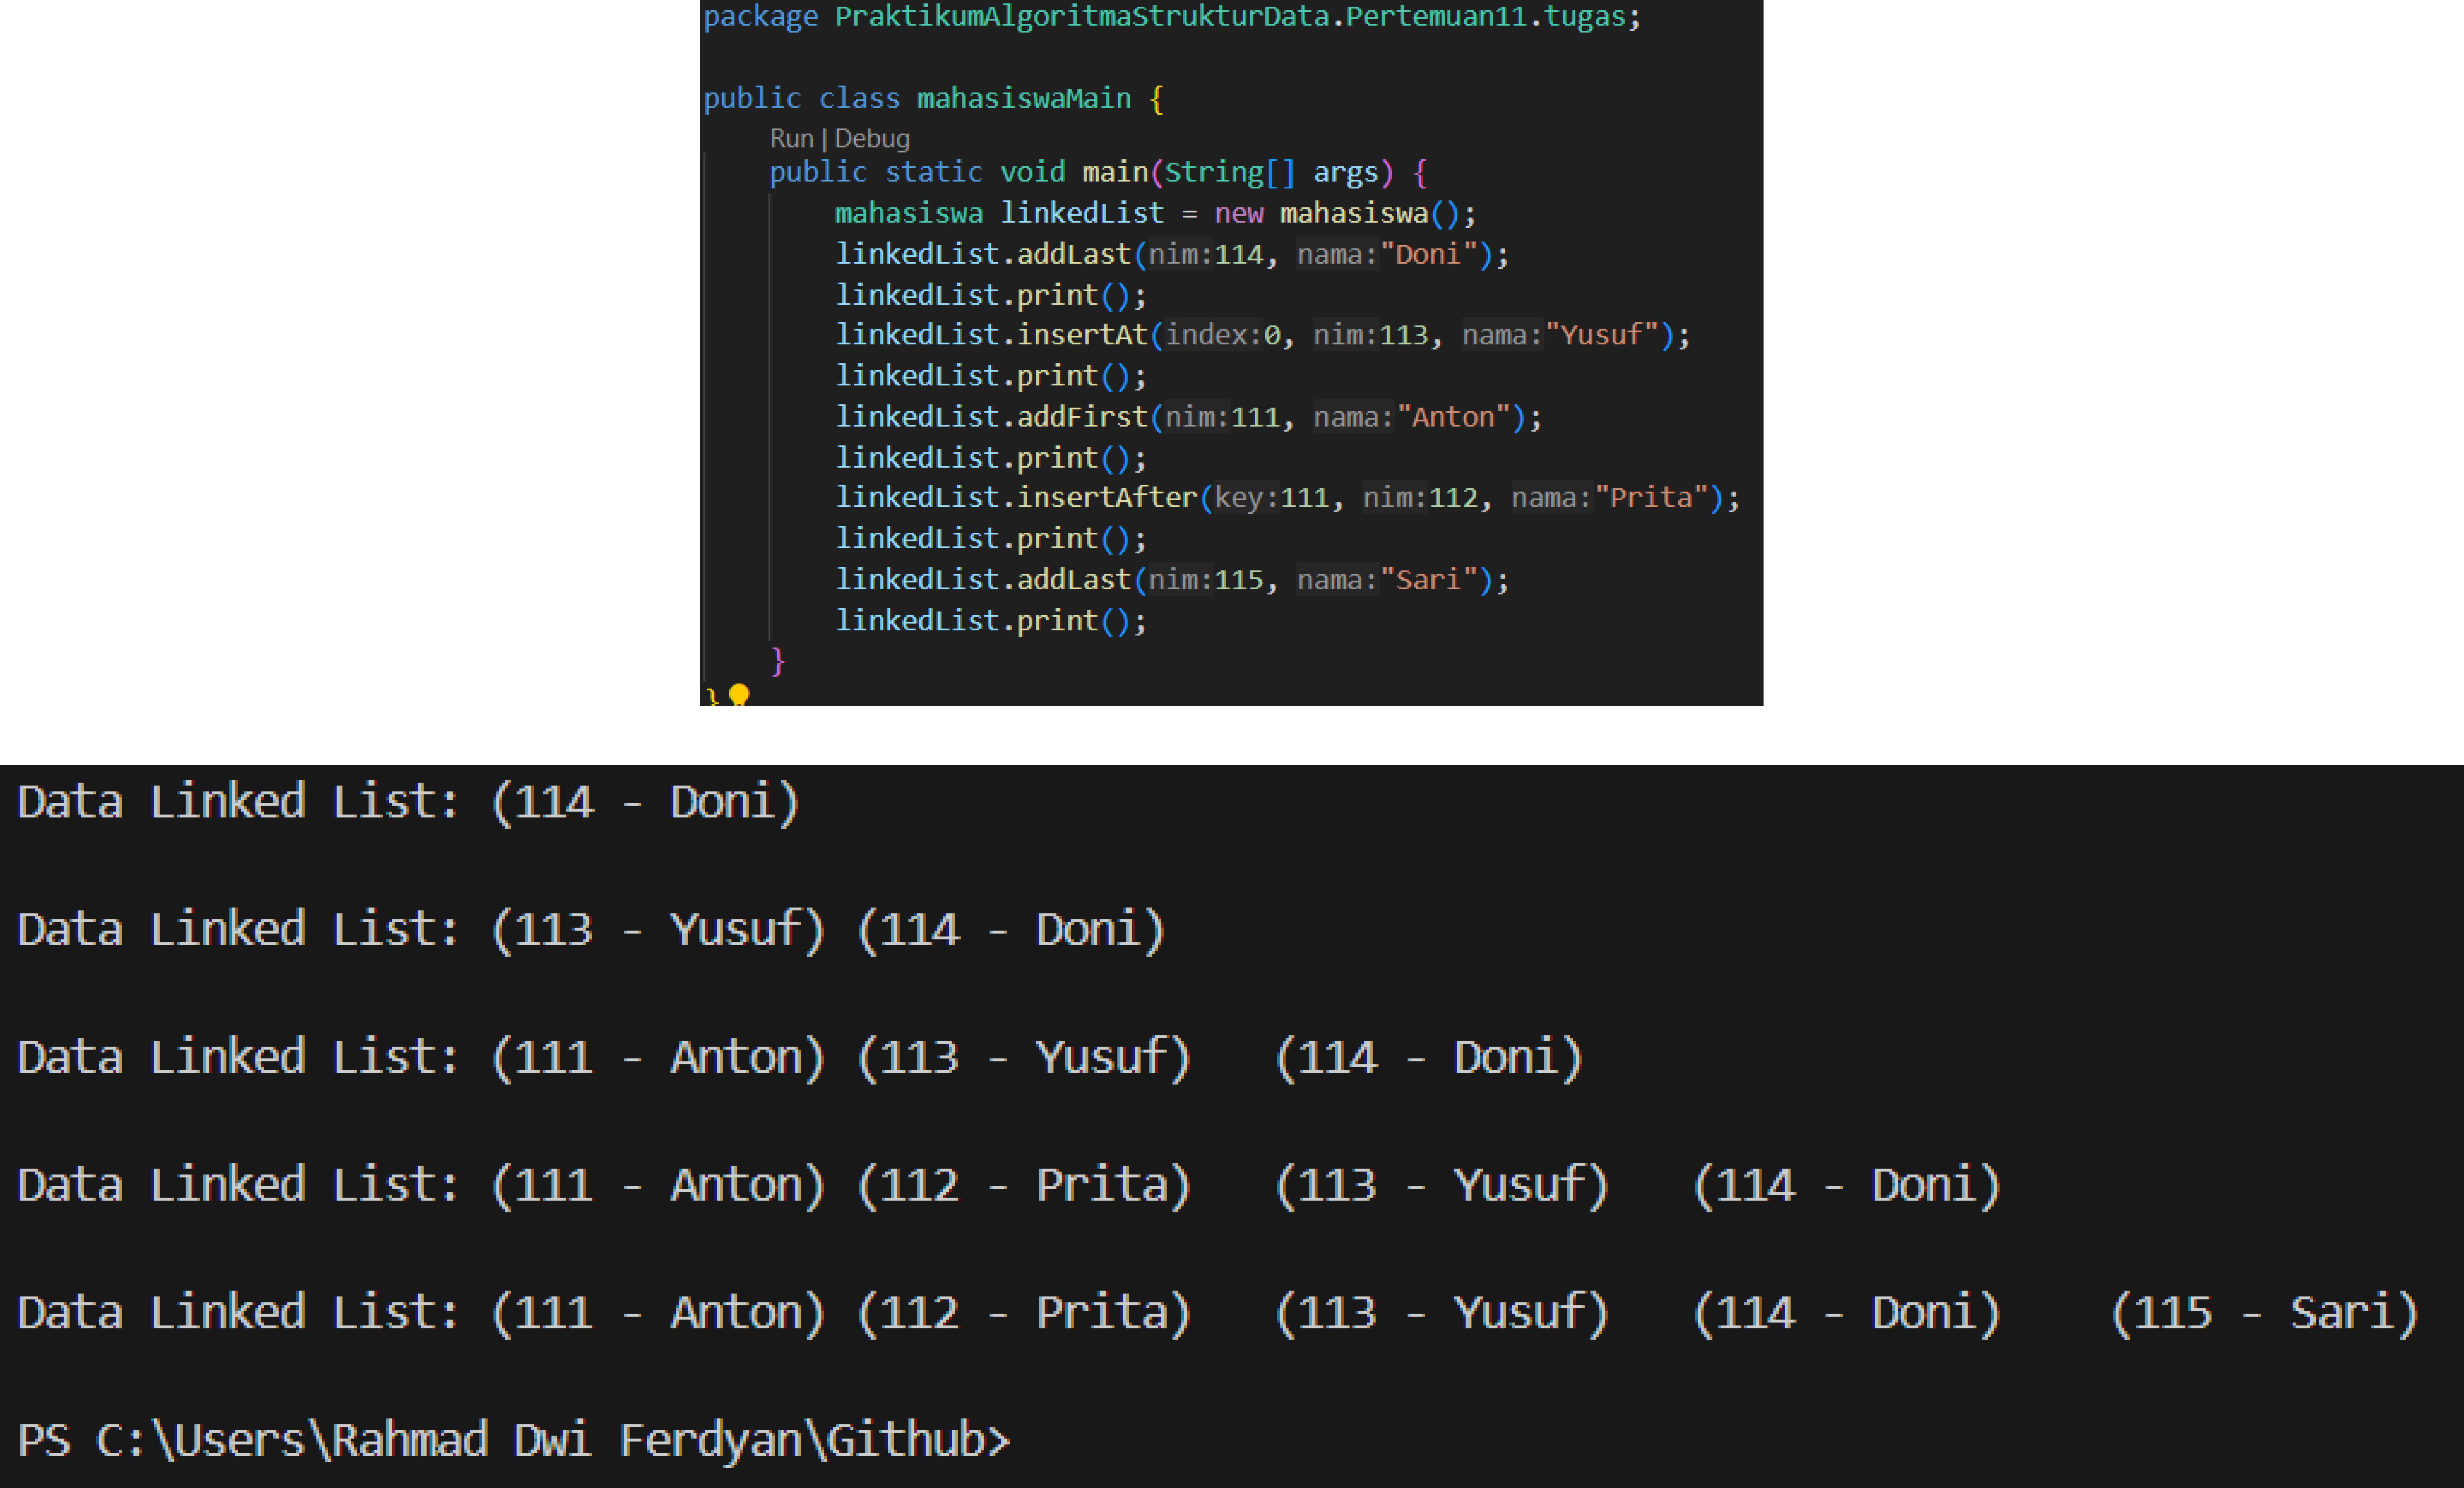 package PraktikumAlgoritmaStrukturData.Pertemuan11.tugas;
public class mahasiswaMain {
Run | Debug
public static void main(String[] args) {
mahasiswa linkedList = new mahasiswa();
linkedList.addLast(nim:114, nama:"Doni");
linkedList.print();
linkedList.insertAt(index:0, nim:113, nama:"Yusuf");
linkedList.print();
linkedList.addFirst(nim:111, nama:"Anton");
linkedList.print();
linkedList.insertAfter(key:111, nim:112, nama:"Prita");
linkedList.print();
linkedList.addLast(nim:115, nama:"Sari");
linkedList.print();
}
}
Data Linked List: (114 - Doni)
Data Linked List: (113 - Yusuf) (114 - Doni)
Data Linked List: (111 - Anton) (113 - Yusuf) (114 - Doni)
Data Linked List: (111 - Anton) (112 - Prita) (113 - Yusuf) (114 - Doni)
Data Linked List: (111 - Anton) (112 - Prita) (113 - Yusuf) (114 - Doni) (115 - Sari)
PS C:\Users\Rahmad Dwi Ferdyan\Github>